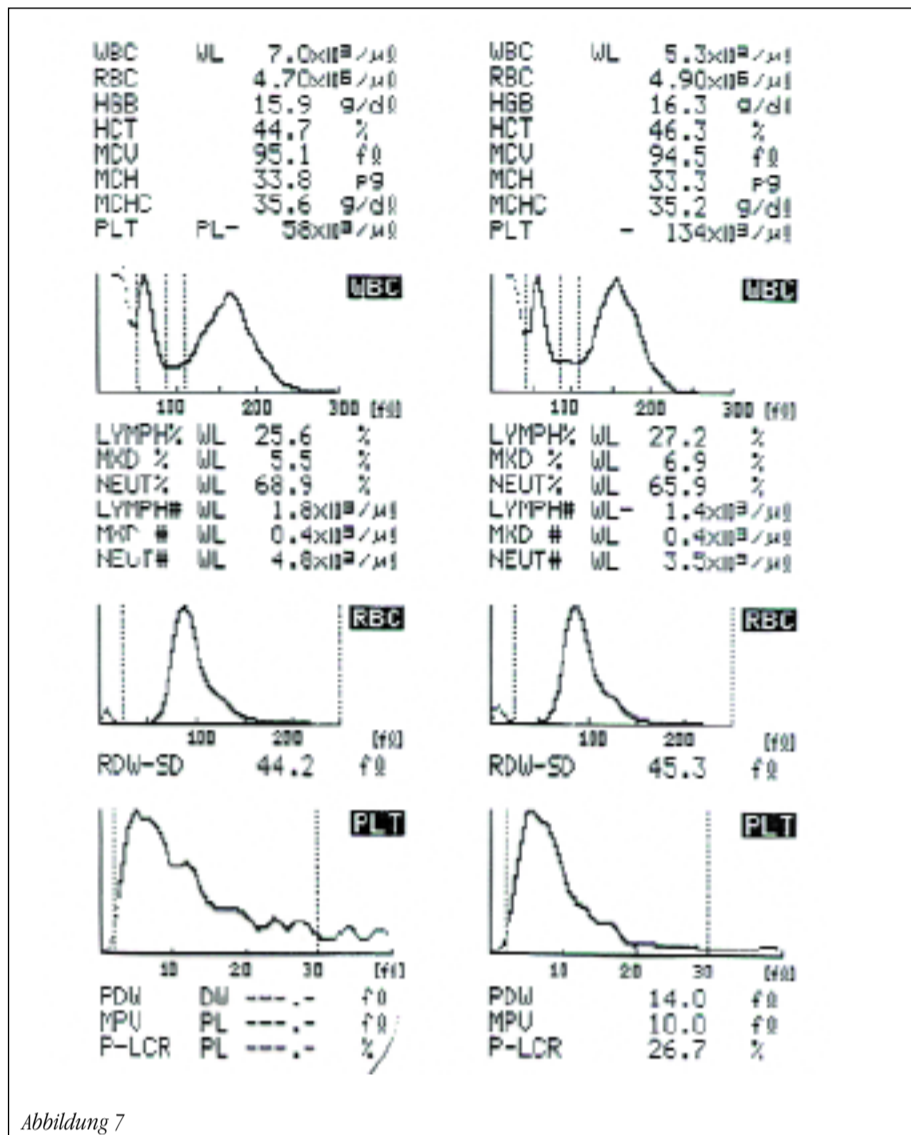 WBC WL 7.0x10³/µl
RBC 4.70x10⁶/µl
HGB 15.9 g/dl
HCT 44.7 %
MCV 95.1 fl
MCH 33.8 pg
MCHC 35.6 g/dl
PLT PL- 58x10³/µl
WBC
100 200 300 [fl]
LYMPH% WL 25.6 %
MXD % WL 5.5 %
NEUT% WL 68.9 %
LYMPH# WL 1.8x10³/µl
MXD # WL 0.4x10³/µl
NEUT# WL 4.8x10³/µl
RBC
100 200 [fl]
RDW-SD 44.2 fl
PLT
10 20 30 [fl]
PDW DW ---.- fl
MPV PL ---.- fl
P-LCR PL ---.- %
WBC WL 5.3x10³/µl
RBC 4.90x10⁶/µl
HGB 16.3 g/dl
HCT 46.3 %
MCV 94.5 fl
MCH 33.3 pg
MCHC 35.2 g/dl
PLT - 134x10³/µl
WBC
100 200 300 [fl]
LYMPH% WL 27.2 %
MXD % WL 6.9 %
NEUT% WL 65.9 %
LYMPH# WL- 1.4x10³/µl
MXD # WL 0.4x10³/µl
NEUT# WL 3.5x10³/µl
RBC
100 200 [fl]
RDW-SD 45.3 fl
PLT
10 20 30 [fl]
PDW 14.0 fl
MPV 10.0 fl
P-LCR 26.7 %
Abbildung 7